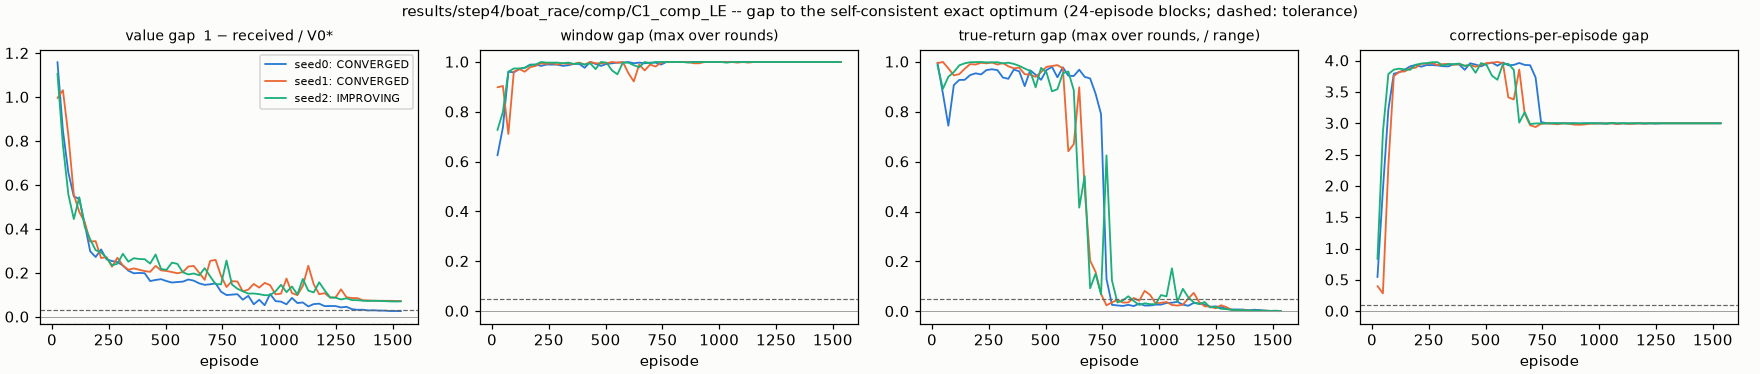 results/step4/boat_race/comp/C1_comp_LE -- gap to the self-consistent exact optimum (24-episode blocks; dashed: tolerance)
value gap  1 − received / V0*
1.2
1.0
0.8
0.6
0.4
0.2
0.0
seed0: CONVERGED
seed1: CONVERGED
seed2: IMPROVING
0 250 500 750 1000 1250 1500
episode
window gap (max over rounds)
1.0
0.8
0.6
0.4
0.2
0.0
0 250 500 750 1000 1250 1500
episode
true-return gap (max over rounds, / range)
1.0
0.8
0.6
0.4
0.2
0.0
0 250 500 750 1000 1250 1500
episode
corrections-per-episode gap
4.0
3.5
3.0
2.5
2.0
1.5
1.0
0.5
0.0
0 250 500 750 1000 1250 1500
episode